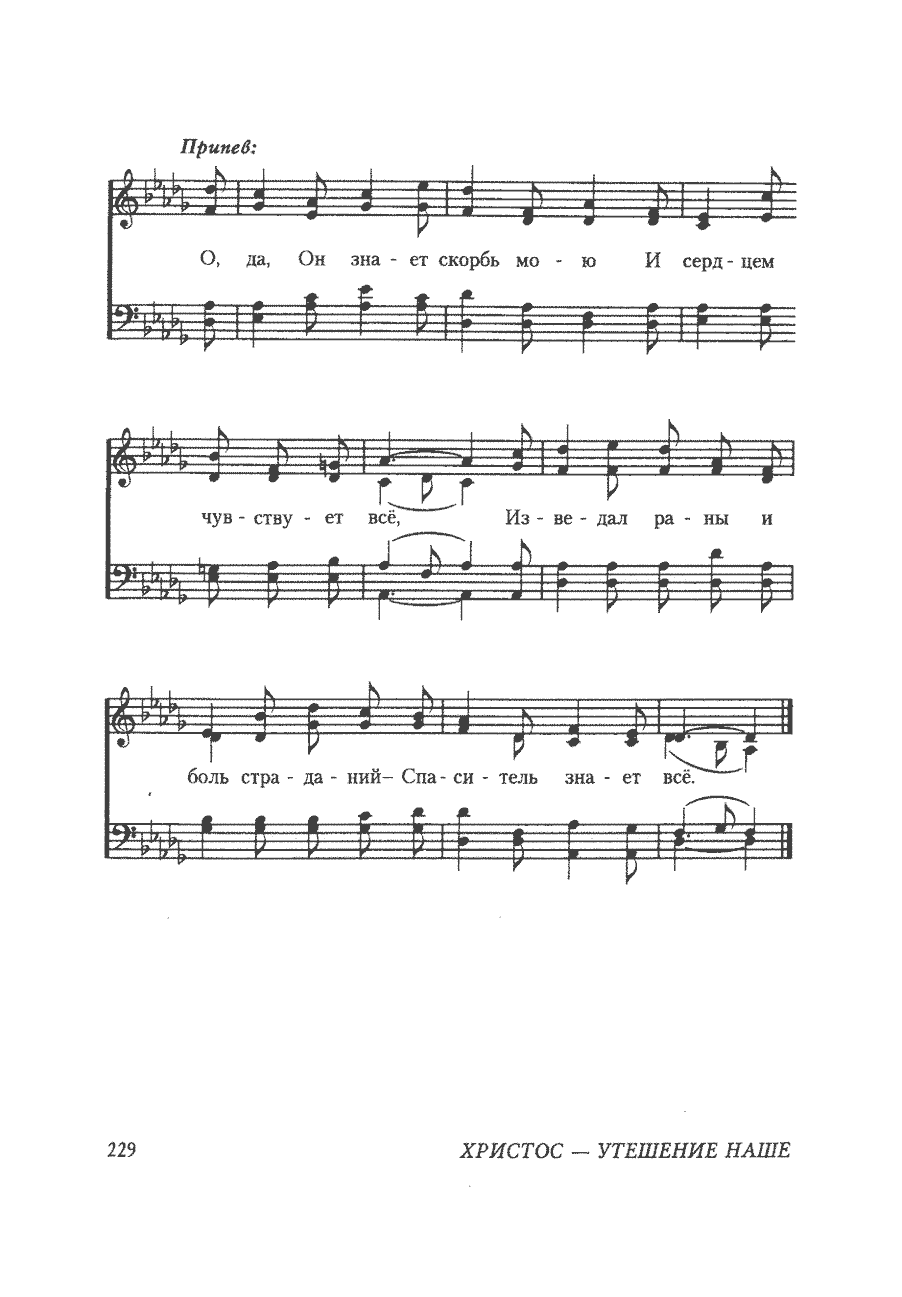 Припев:
О, да, Он зна - ет скорбь мо - ю И серд - цем
чув - ству - ет всё, Из - ве - дал ра - ны и
боль стра - да - ний– Спа - си - тель зна - ет всё.
229 ХРИСТОС — УТЕШЕНИЕ НАШЕ